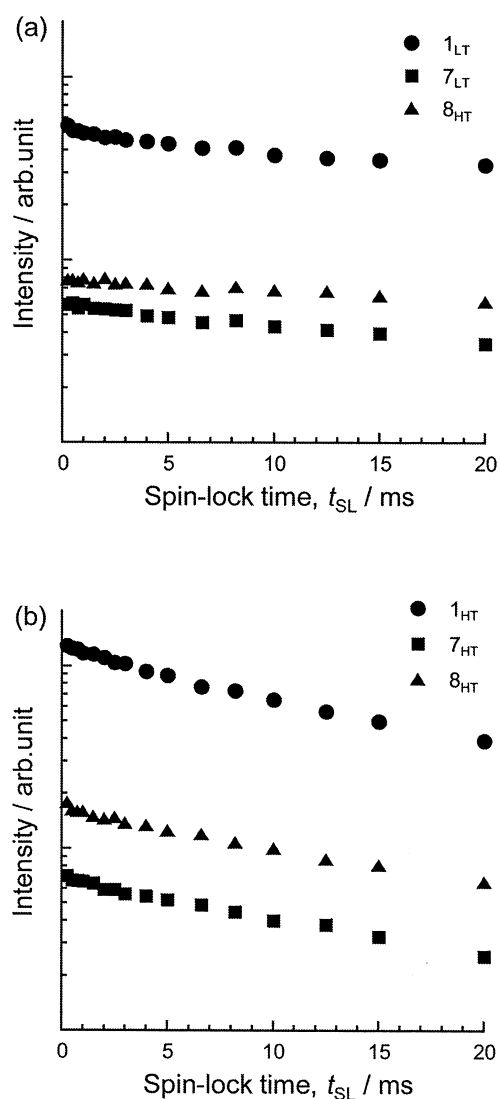 (a)
1LT
7LT
8HT
Intensity / arb.unit
0 5 10 15 20
Spin-lock time, tSL / ms
(b)
1HT
7HT
8HT
Intensity / arb.unit
0 5 10 15 20
Spin-lock time, tSL / ms